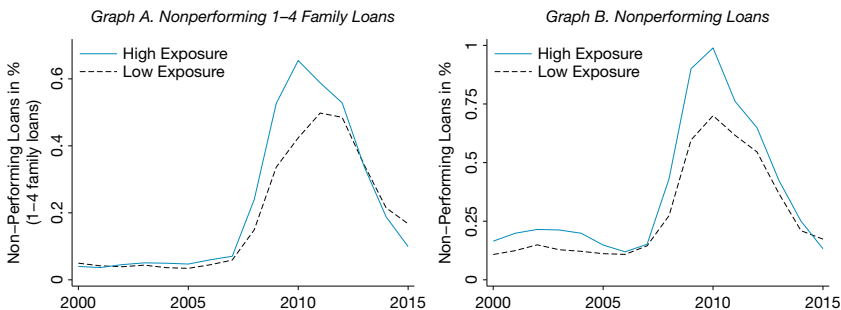 Graph A. Nonperforming 1–4 Family Loans
High Exposure
Low Exposure
Non–Performing Loans in %
(1–4 family loans)
0.6
0.4
0.2
0
2000
2005
2010
2015
Graph B. Nonperforming Loans
High Exposure
Low Exposure
Non–Performing Loans in %
1
0.75
0.5
0.25
0
2000
2005
2010
2015